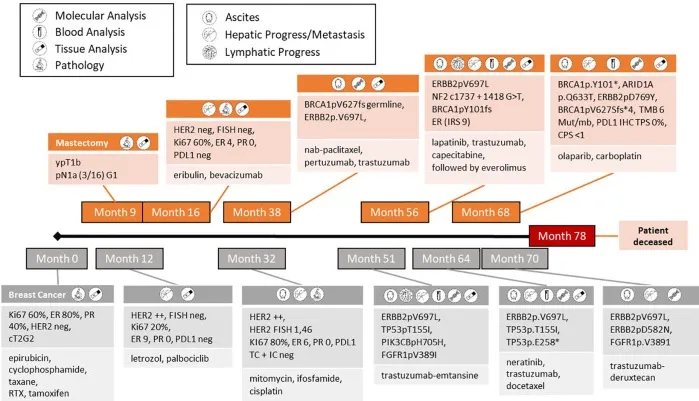 Molecular Analysis
Blood Analysis
Tissue Analysis
Pathology
Ascites
Hepatic Progress/Metastasis
Lymphatic Progress
Mastectomy
ypT1b
pN1a (3/16) G1
HER2 neg, FISH neg,
Ki67 60%, ER 4, PR 0,
PDL1 neg
eribulin, bevacizumab
BRCA1pV627fs germline,
ERBB2p.V697L,
nab-paclitaxel,
pertuzumab, trastuzumab
ERBB2pV697L
NF2 c1737 + 1418 G>T,
BRCA1pY101fs
ER (IRS 9)
lapatinib, trastuzumab,
capecitabine,
followed by everolimus
BRCA1p.Y101*, ARID1A
p.Q633T, ERBB2pD769Y,
BRCA1pV627Sfs*4, TMB 6
Mut/mb, PDL1 IHC TPS 0%,
CPS <1
olaparib, carboplatin
Month 9
Month 16
Month 38
Month 56
Month 68
Month 78
Patient
deceased
Month 0
Month 12
Month 32
Month 51
Month 64
Month 70
Breast Cancer
Ki67 60%, ER 80%, PR
40%, HER2 neg,
cT2G2
epirubicin,
cyclophosphamide,
taxane,
RTX, tamoxifen
HER2 ++, FISH neg,
Ki67 20%,
ER 9, PR 0, PDL1 neg
letrozol, palbociclib
HER2 ++,
HER2 FISH 1,46
KI67 80%, ER 6, PR 0, PDL1
TC + IC neg
mitomycin, ifosfamide,
cisplatin
ERBB2pV697L,
TP53pT155I,
PIK3CBpH705H,
FGFR1pV389I
trastuzumab-emtansine
ERBB2p.V697L,
TP53p.T155I,
TP53p.E258*
neratinib,
trastuzumab,
docetaxel
ERBB2pV697L,
ERBB2pD582N,
FGFR1p.V3891
trastuzumab-
deruxtecan